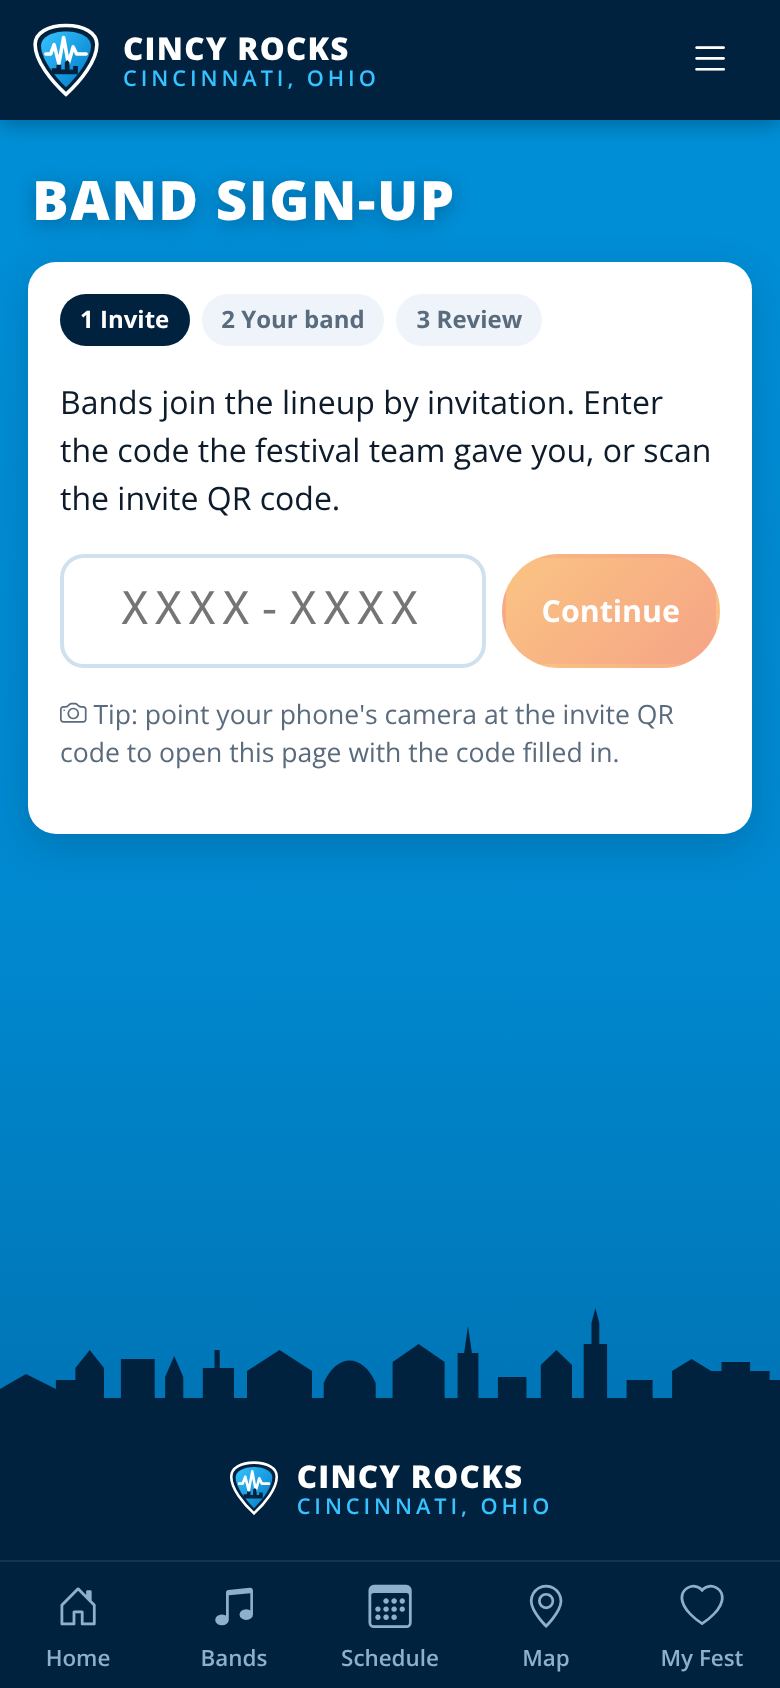 CINCY ROCKS
CINCINNATI, OHIO
BAND SIGN-UP
1 Invite
2 Your band
3 Review
Bands join the lineup by invitation. Enter
the code the festival team gave you, or scan
the invite QR code.
XXXX-XXXX
Continue
Tip: point your phone's camera at the invite QR
code to open this page with the code filled in.
CINCY ROCKS
CINCINNATI, OHIO
Home
Bands
Schedule
Map
My Fest